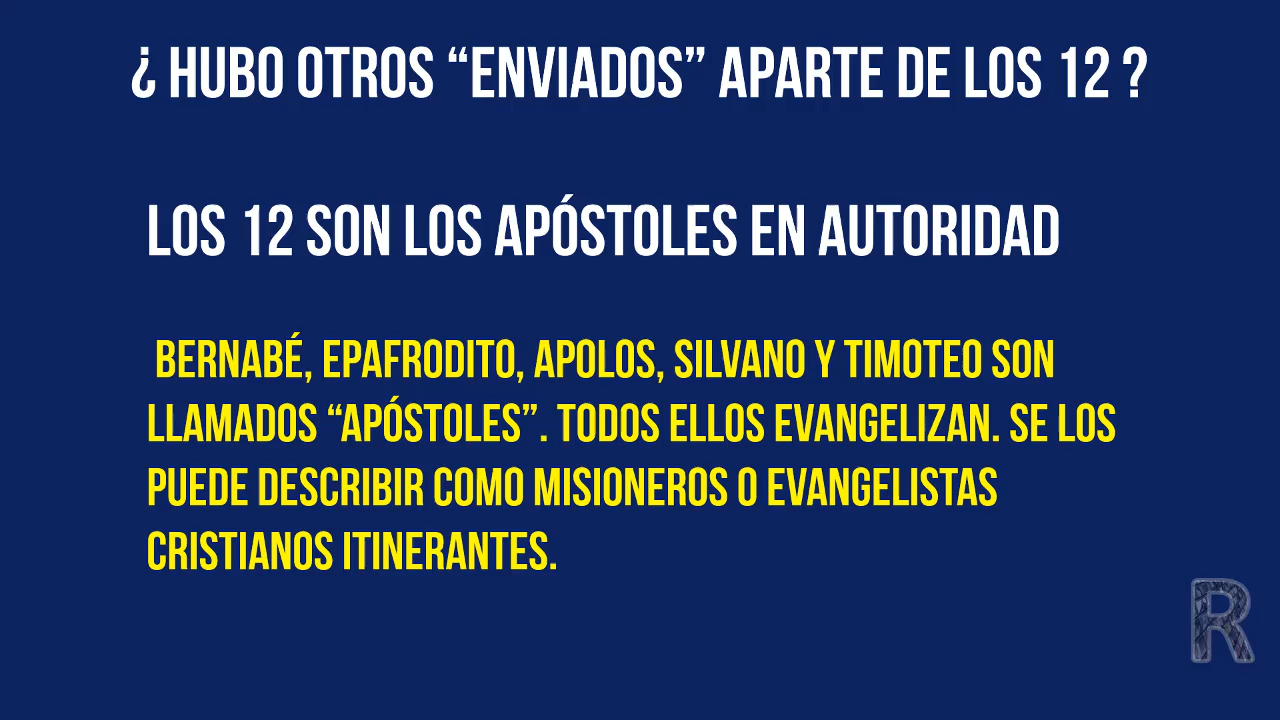 ¿ HUBO OTROS “ENVIADOS” APARTE DE LOS 12 ?
LOS 12 SON LOS APÓSTOLES EN AUTORIDAD
BERNABÉ, EPAFRODITO, APOLOS, SILVANO Y TIMOTEO SON
LLAMADOS “APÓSTOLES”. TODOS ELLOS EVANGELIZAN. SE LOS
PUEDE DESCRIBIR COMO MISIONEROS O EVANGELISTAS
CRISTIANOS ITINERANTES.
R